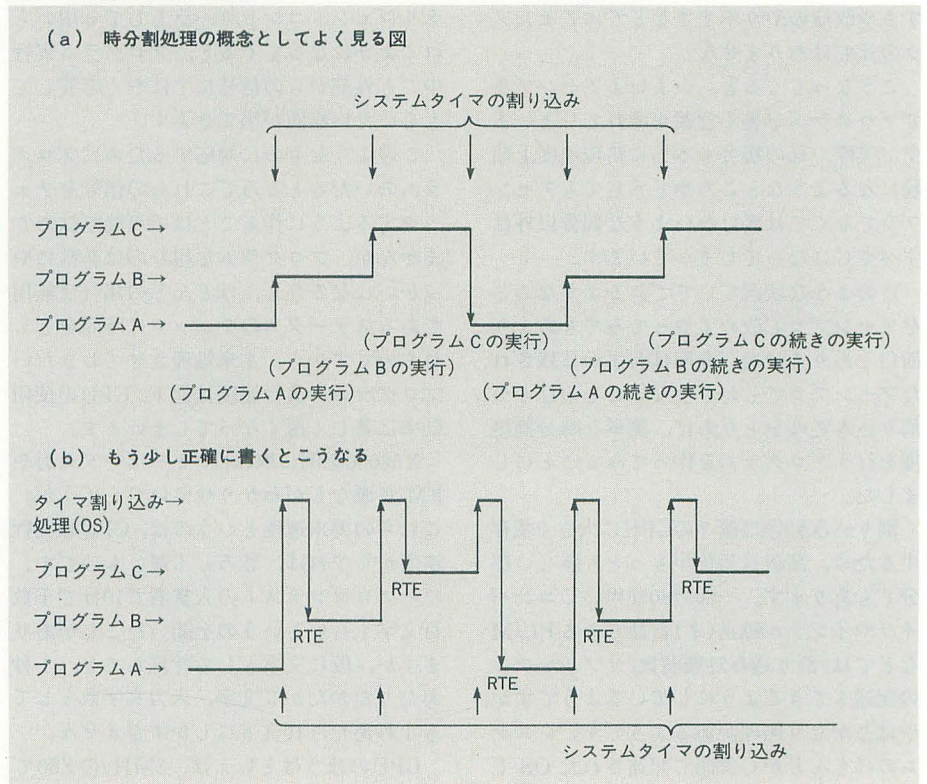 (a) 時分割処理の概念としてよく見る図
システムタイマの割り込み
プログラムC→
プログラムB→
プログラムA→
(プログラムCの実行)
(プログラムCの続きの実行)
(プログラムBの実行)
(プログラムBの続きの実行)
(プログラムAの実行)
(プログラムAの続きの実行)
(b) もう少し正確に書くとこうなる
タイマ割り込み→
処理(OS)
プログラムC→
RTE
RTE
プログラムB→
RTE
RTE
プログラムA→
RTE
システムタイマの割り込み